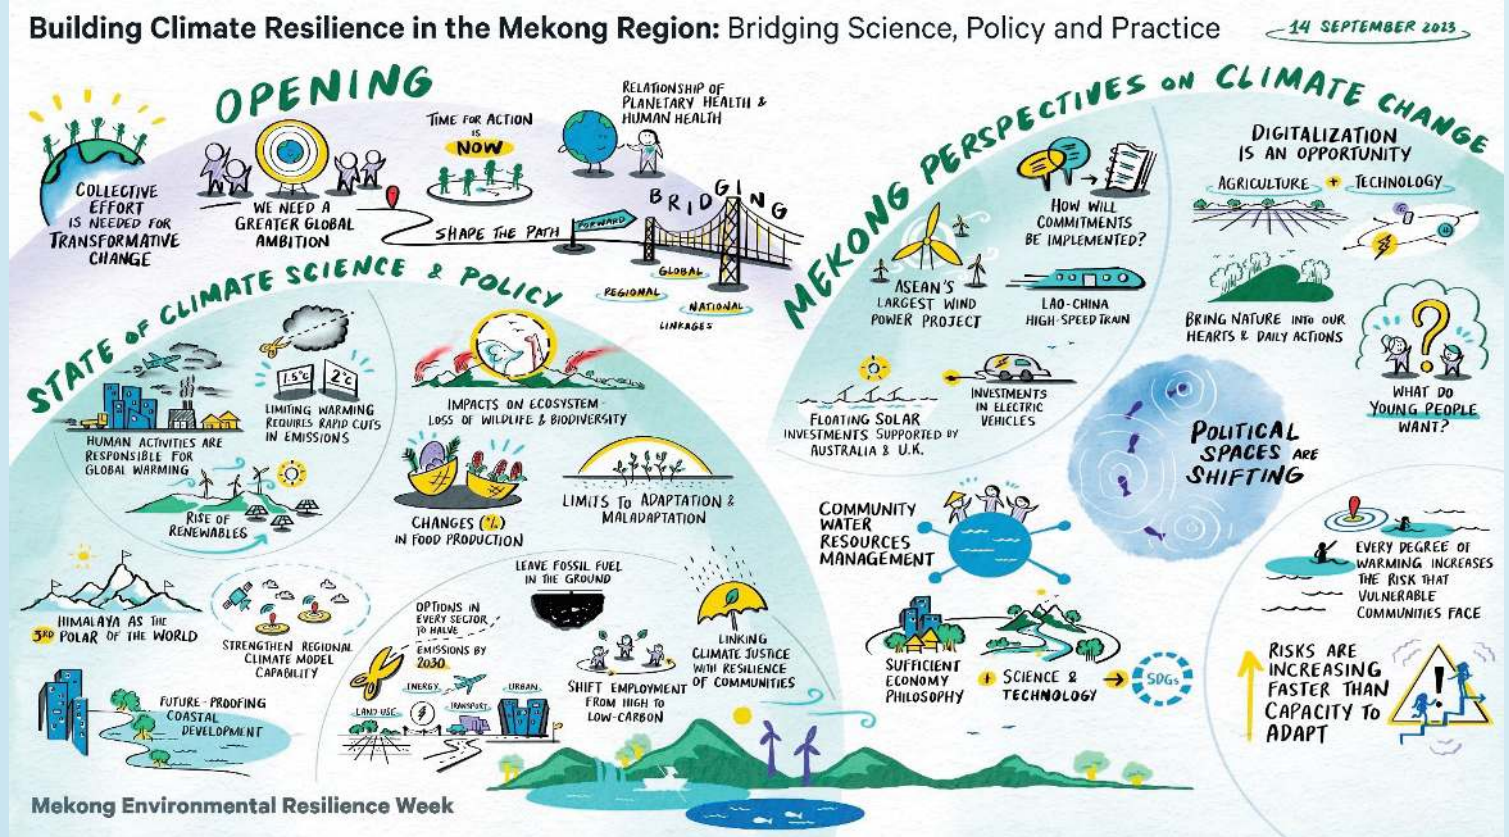 Building Climate Resilience in the Mekong Region: Bridging Science, Policy and Practice
14 SEPTEMBER 2023
OPENING
COLLECTIVE
EFFORT
IS NEEDED FOR
TRANSFORMATIVE
CHANGE
WE NEED A
GREATER GLOBAL
AMBITION
TIME FOR ACTION
IS
NOW
RELATIONSHIP OF
PLANETARY HEALTH &
HUMAN HEALTH
SHAPE THE PATH
FORWARD
BRIDGING
GLOBAL
REGIONAL
NATIONAL
LINKAGES
STATE OF CLIMATE SCIENCE & POLICY
HUMAN ACTIVITIES ARE
RESPONSIBLE FOR
GLOBAL WARMING
1.5°C
2°C
LIMITING WARMING
REQUIRES RAPID CUTS
IN EMISSIONS
RISE OF
RENEWABLES
IMPACTS ON ECOSYSTEM-
LOSS OF WILDLIFE & BIODIVERSITY
CHANGES (%)
IN FOOD PRODUCTION
LIMITS TO ADAPTATION &
MALADAPTATION
HIMALAYA AS THE
3RD POLAR OF THE WORLD
STRENGTHEN REGIONAL
CLIMATE MODEL
CAPABILITY
FUTURE-PROOFING
COASTAL
DEVELOPMENT
OPTIONS IN
EVERY SECTOR
TO HALVE
EMISSIONS BY
2030
ENERGY
LAND USE
TRANSPORT
URBAN
LEAVE FOSSIL FUEL
IN THE GROUND
SHIFT EMPLOYMENT
FROM HIGH TO
LOW-CARBON
LINKING
CLIMATE JUSTICE
WITH RESILIENCE
OF COMMUNITIES
MEKONG PERSPECTIVES ON CLIMATE CHANGE
ASEAN'S
LARGEST WIND
POWER PROJECT
HOW WILL
COMMITMENTS
BE IMPLEMENTED?
LAO-CHINA
HIGH-SPEED TRAIN
FLOATING SOLAR
INVESTMENTS SUPPORTED BY
AUSTRALIA & U.K.
INVESTMENTS
IN ELECTRIC
VEHICLES
DIGITALIZATION
IS AN OPPORTUNITY
AGRICULTURE + TECHNOLOGY
BRING NATURE INTO OUR
HEARTS & DAILY ACTIONS
?
WHAT DO
YOUNG PEOPLE
WANT?
POLITICAL
SPACES ARE
SHIFTING
COMMUNITY
WATER
RESOURCES
MANAGEMENT
SUFFICIENT
ECONOMY
PHILOSOPHY
+ SCIENCE &
TECHNOLOGY
SDGs
EVERY DEGREE OF
WARMING INCREASES
THE RISK THAT
VULNERABLE
COMMUNITIES FACE
RISKS ARE
INCREASING
FASTER THAN
CAPACITY TO
ADAPT
!
Mekong Environmental Resilience Week